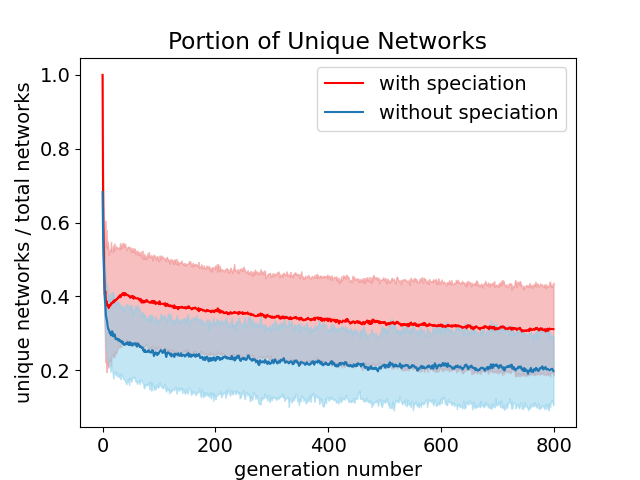 Portion of Unique Networks
with speciation
without speciation
unique networks / total networks
1.0
0.8
0.6
0.4
0.2
0 200 400 600 800
generation number